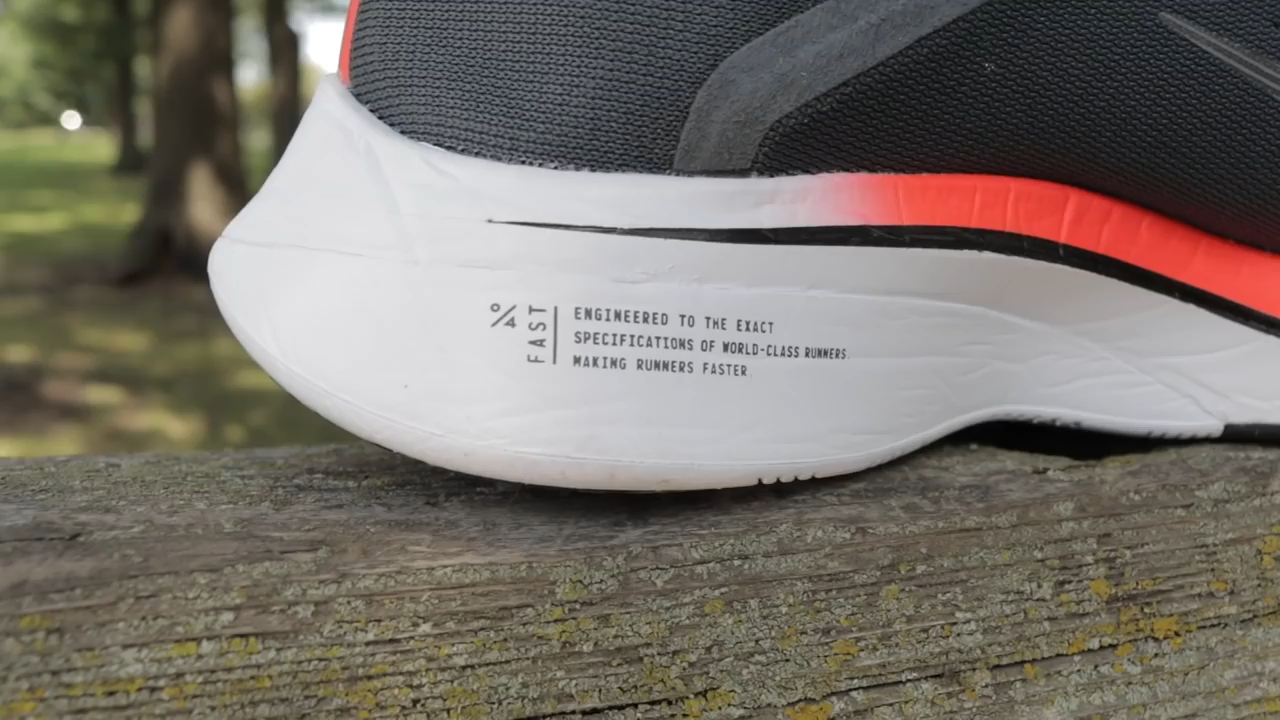 %4
FAST
ENGINEERED TO THE EXACT
SPECIFICATIONS OF WORLD-CLASS RUNNERS.
MAKING RUNNERS FASTER.